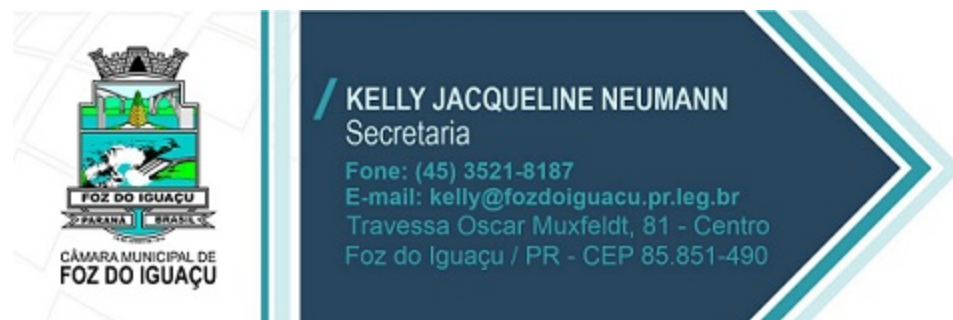 FOZ DO IGUAÇU
PARANÁ BRASIL
CÂMARA MUNICIPAL DE
FOZ DO IGUAÇU
KELLY JACQUELINE NEUMANN
Secretaria
Fone: (45) 3521-8187
E-mail: kelly@fozdoiguacu.pr.leg.br
Travessa Oscar Muxfeldt, 81 - Centro
Foz do Iguaçu / PR - CEP 85.851-490